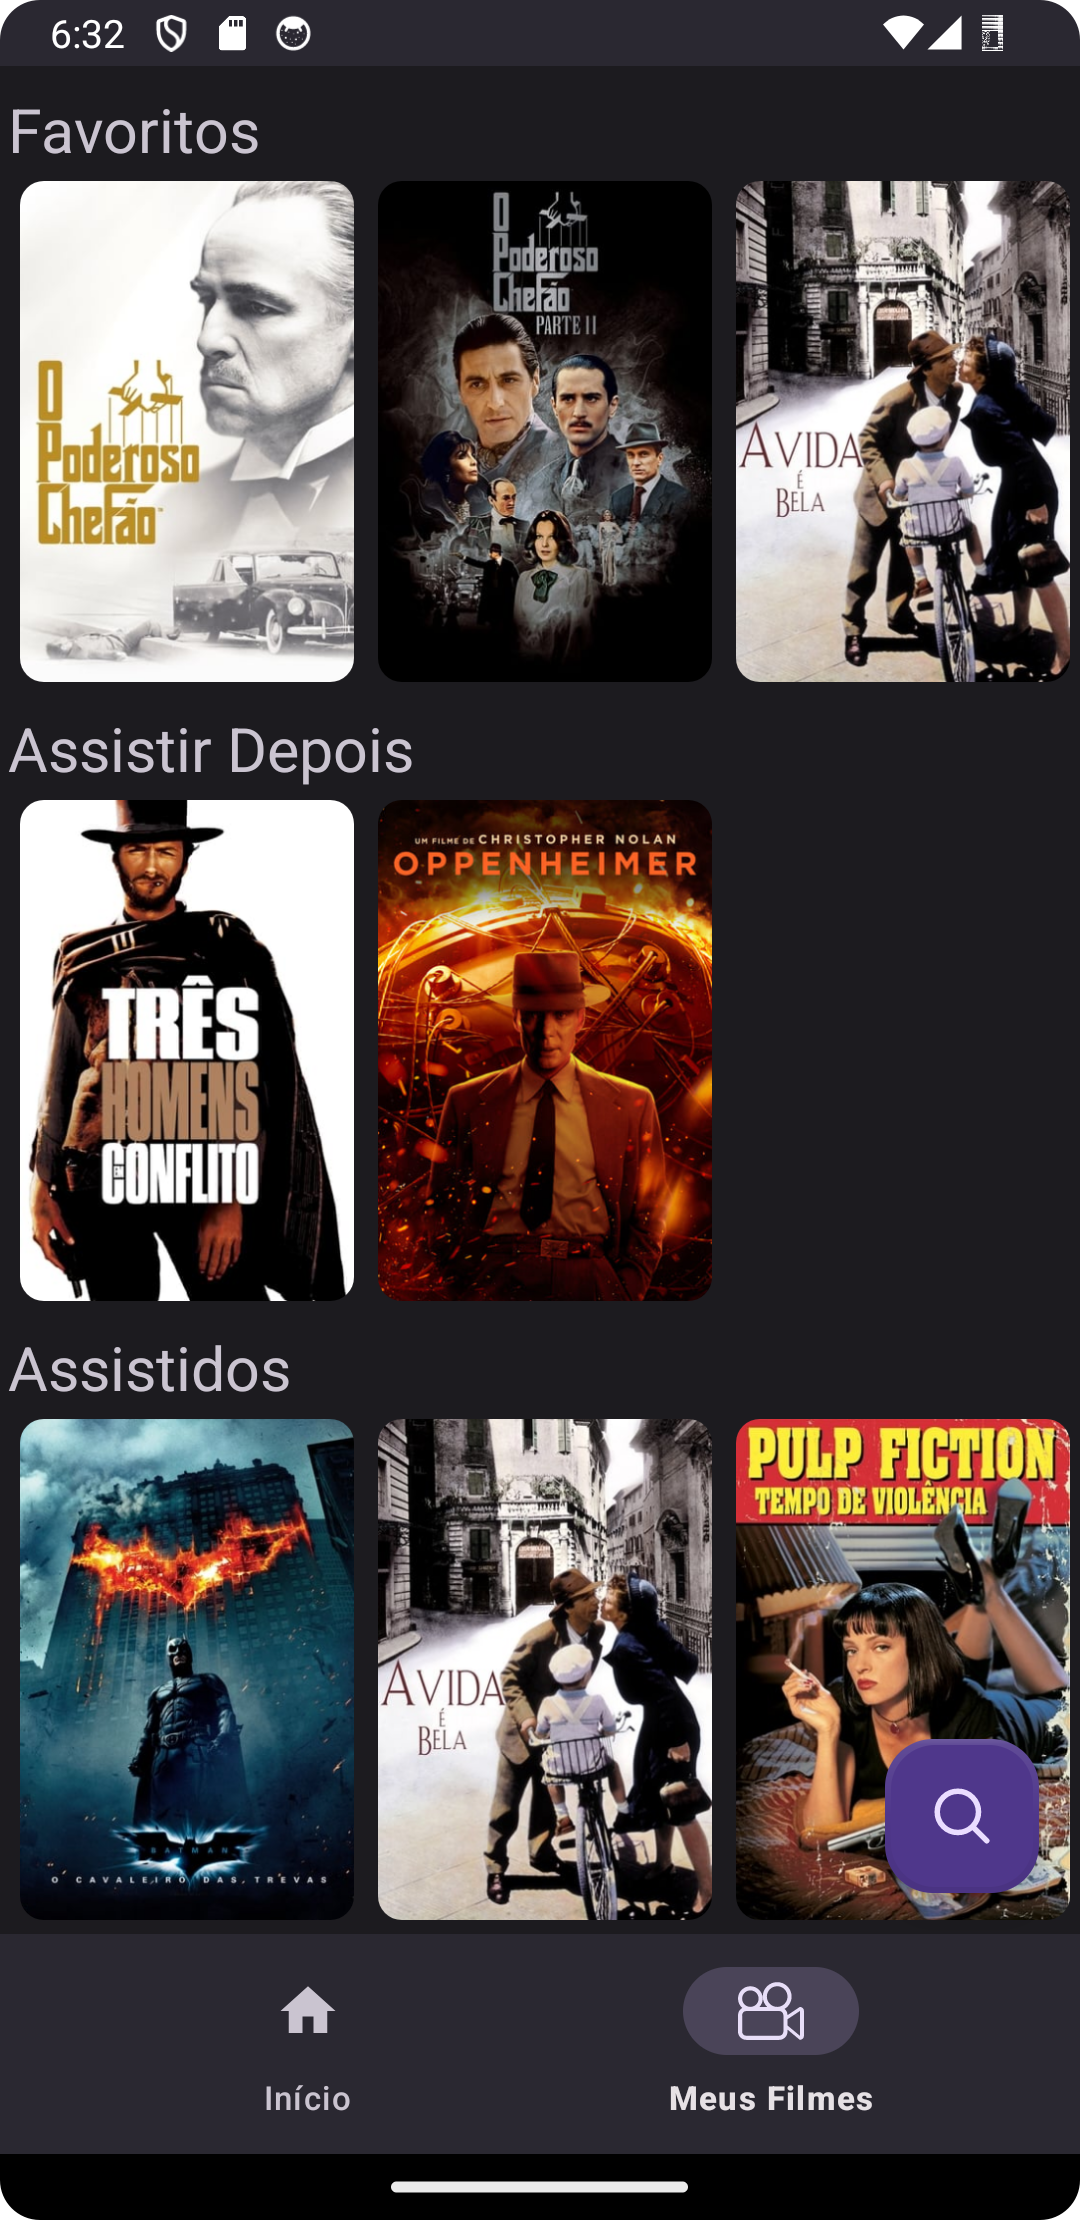 6:32
Favoritos
O
Poderoso
Chefão
O
Poderoso
Chefão
PARTE II
A VIDA
É
BELA
Assistir Depois
TRÊS
HOMENS
EM CONFLITO
UM FILME DE CHRISTOPHER NOLAN
OPPENHEIMER
Assistidos
BATMAN
O CAVALEIRO DAS TREVAS
A VIDA
É
BELA
PULP FICTION
TEMPO DE VIOLÊNCIA
Início
Meus Filmes